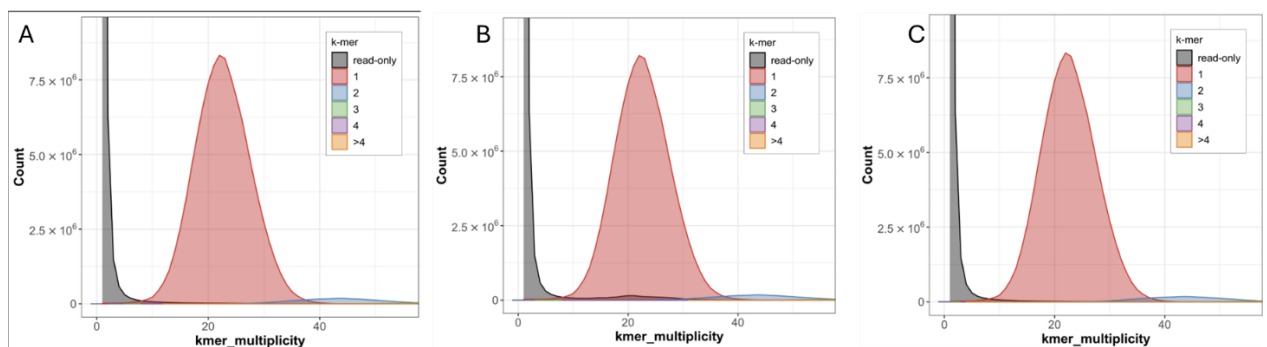 A
Count
7.5 × 10⁶
5.0 × 10⁶
2.5 × 10⁶
0
0
20
40
kmer_multiplicity
k-mer
read-only
1
2
3
4
>4
B
Count
7.5 × 10⁶
5.0 × 10⁶
2.5 × 10⁶
0
0
20
40
kmer_multiplicity
k-mer
read-only
1
2
3
4
>4
C
Count
7.5 × 10⁶
5.0 × 10⁶
2.5 × 10⁶
0
0
20
40
kmer_multiplicity
k-mer
read-only
1
2
3
4
>4